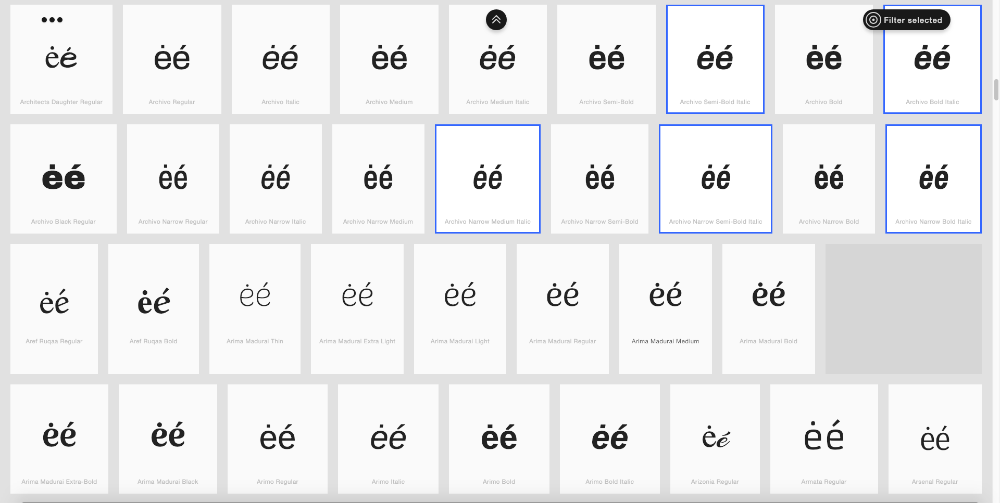 Filter selected
ėé
ėé
ėé
ėé
ėé
ėé
ėé
ėé
ėé
Architects Daughter Regular
Archivo Regular
Archivo Italic
Archivo Medium
Archivo Medium Italic
Archivo Semi-Bold
Archivo Semi-Bold Italic
Archivo Bold
Archivo Bold Italic
ėé
ėé
ėé
ėé
ėé
ėé
ėé
ėé
ėé
Archivo Black Regular
Archivo Narrow Regular
Archivo Narrow Italic
Archivo Narrow Medium
Archivo Narrow Medium Italic
Archivo Narrow Semi-Bold
Archivo Narrow Semi-Bold Italic
Archivo Narrow Bold
Archivo Narrow Bold Italic
ėé
ėé
ėé
ėé
ėé
ėé
ėé
ėé
Aref Ruqaa Regular
Aref Ruqaa Bold
Arima Madurai Thin
Arima Madurai Extra Light
Arima Madurai Light
Arima Madurai Regular
Arima Madurai Medium
Arima Madurai Bold
ėé
ėé
ėé
ėé
ėé
ėé
ėé
ėé
ėé
Arima Madurai Extra-Bold
Arima Madurai Black
Arimo Regular
Arimo Italic
Arimo Bold
Arimo Bold Italic
Arizonia Regular
Armata Regular
Arsenal Regular